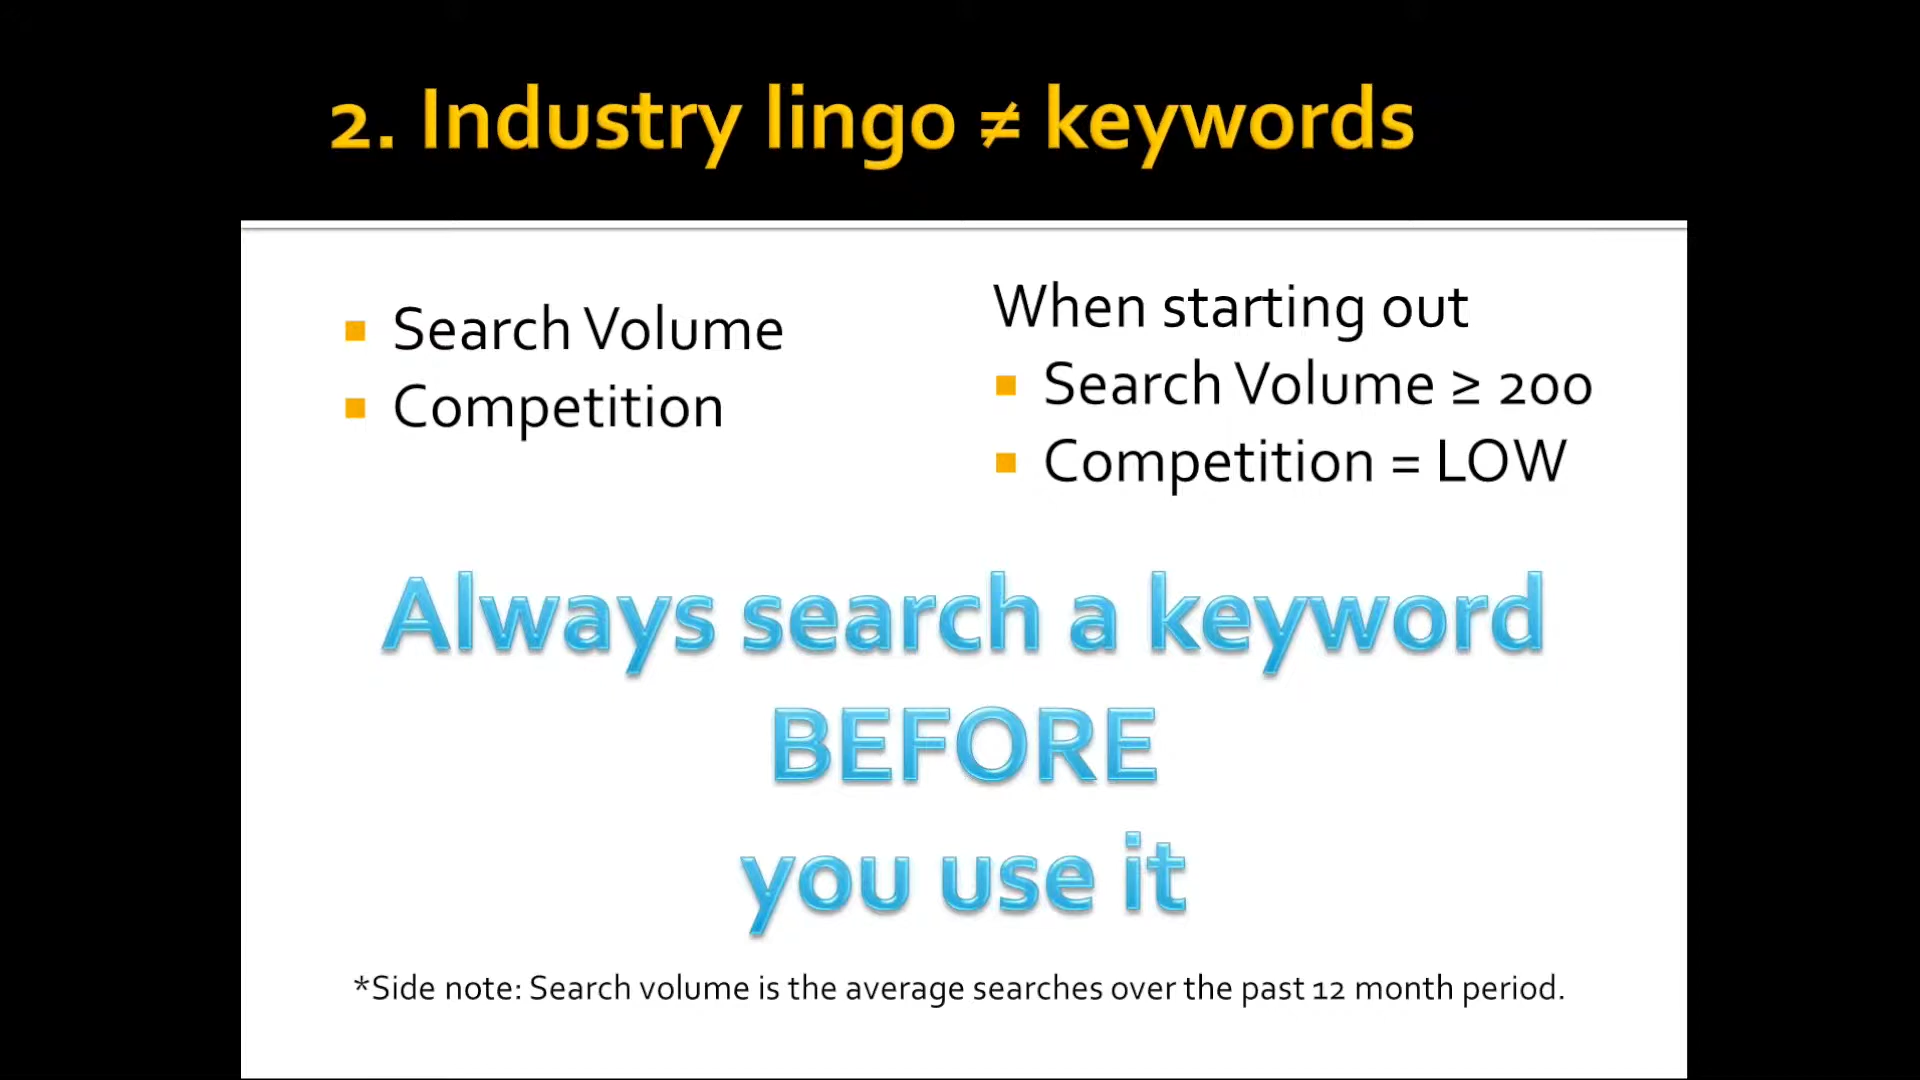 2. Industry lingo ≠ keywords
Search Volume
Competition
When starting out
Search Volume ≥ 200
Competition = LOW
Always search a keyword
BEFORE
you use it
*Side note: Search volume is the average searches over the past 12 month period.